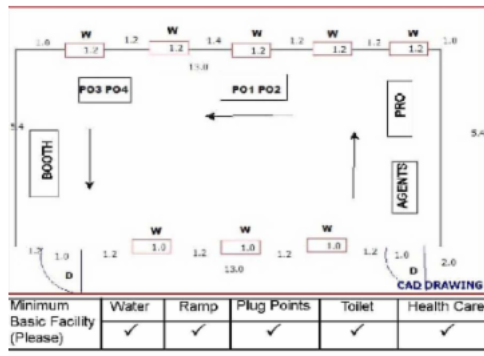 W W W W W
1.0 1.2 1.2 1.2 1.4 1.2 1.2 1.2 1.2 1.2 1.0
13.0
PO3 PO4 PO1 PO2 PRO
5.4 5.4
BOOTH AGENTS
W W W
1.2 1.0 1.2 1.0 1.2 1.0 1.2 1.0 1.2 1.0 2.0
13.0
D D
CAD DRAWING
Minimum Basic Facility (Please) Water Ramp Plug Points Toilet Health Care
✓ ✓ ✓ ✓ ✓